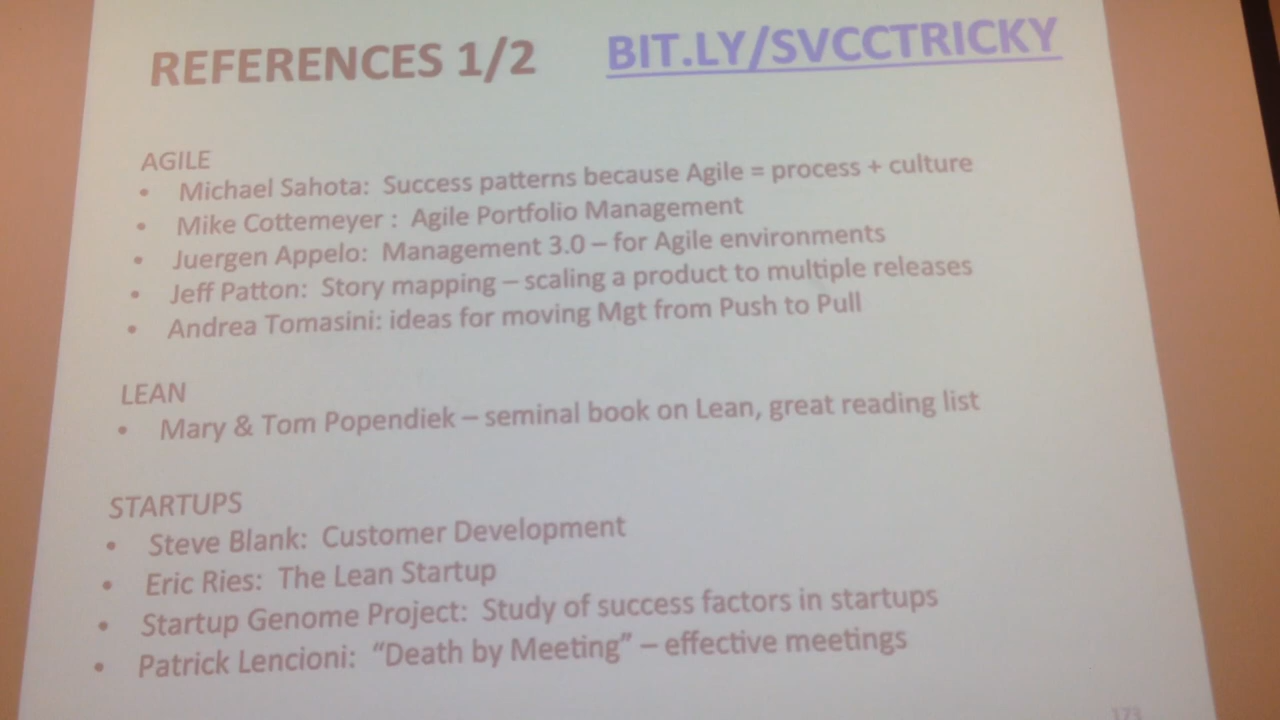 REFERENCES 1/2 BIT.LY/SVCCTRICKY
AGILE
• Michael Sahota: Success patterns because Agile = process + culture
• Mike Cottemeyer : Agile Portfolio Management
• Juergen Appelo: Management 3.0 – for Agile environments
• Jeff Patton: Story mapping – scaling a product to multiple releases
• Andrea Tomasini: ideas for moving Mgt from Push to Pull
LEAN
• Mary & Tom Popendiek – seminal book on Lean, great reading list
STARTUPS
• Steve Blank: Customer Development
• Eric Ries: The Lean Startup
• Startup Genome Project: Study of success factors in startups
• Patrick Lencioni: “Death by Meeting” – effective meetings
173